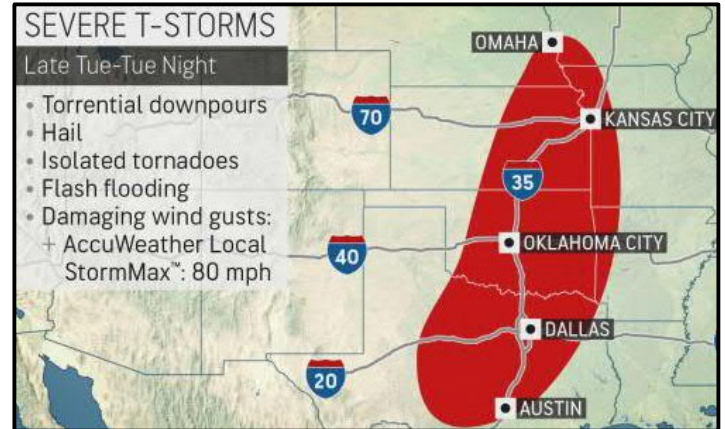 SEVERE T-STORMS
Late Tue-Tue Night
• Torrential downpours
• Hail
• Isolated tornadoes
• Flash flooding
• Damaging wind gusts:
+ AccuWeather Local
StormMax™: 80 mph
OMAHA
70
KANSAS CITY
35
40
OKLAHOMA CITY
DALLAS
20
AUSTIN